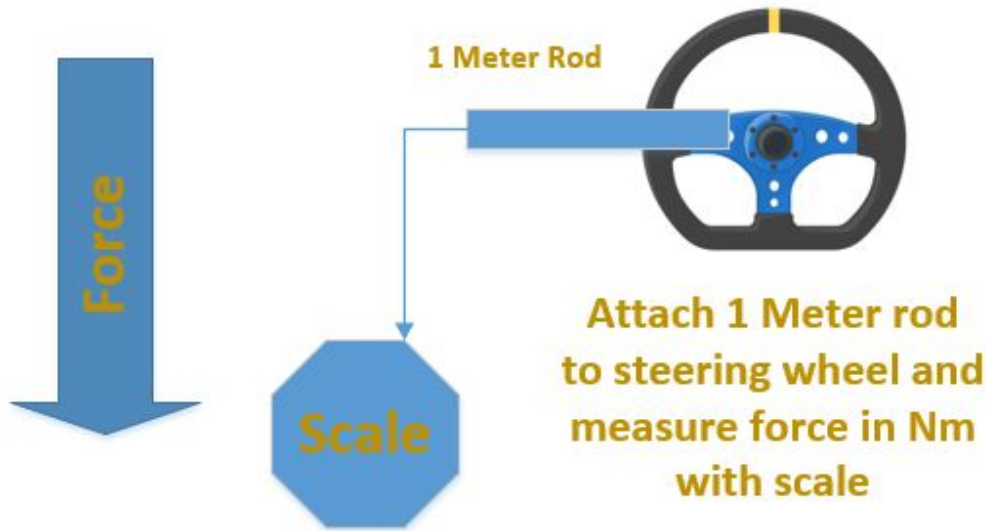 1 Meter Rod
Force
Attach 1 Meter rod
to steering wheel and
measure force in Nm
with scale
Scale